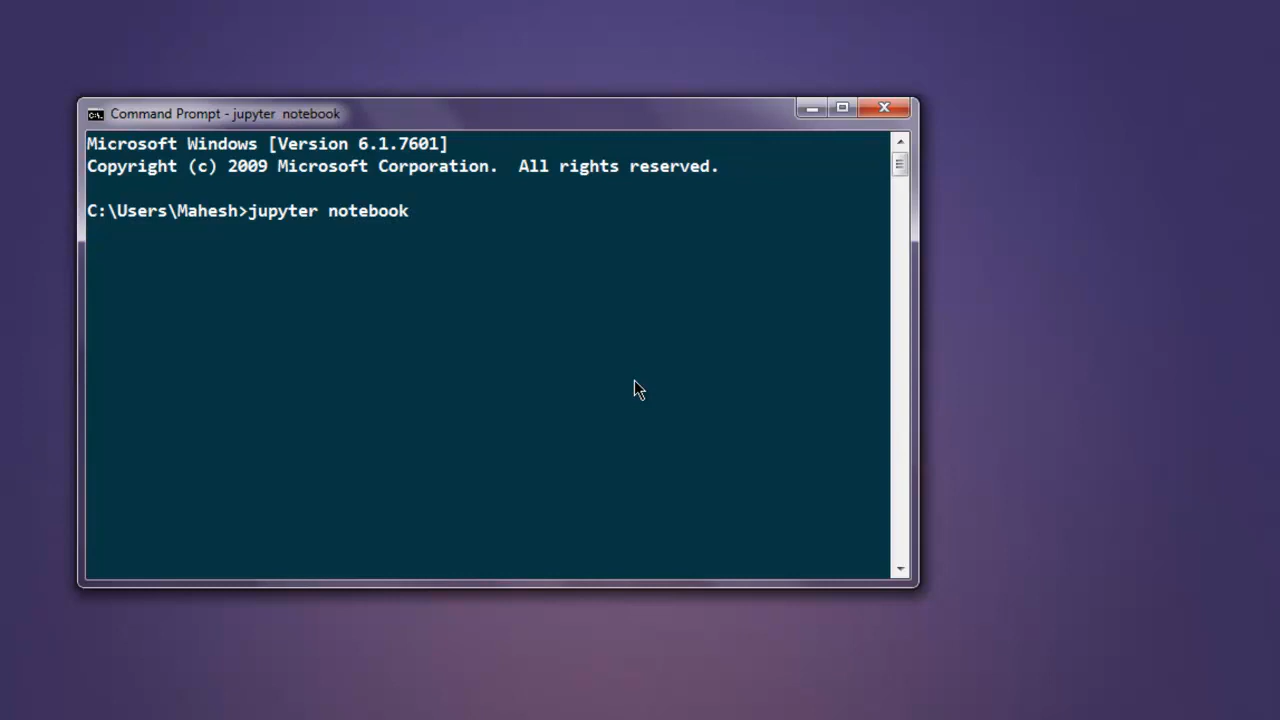 Command Prompt - jupyter  notebook
Microsoft Windows [Version 6.1.7601]
Copyright (c) 2009 Microsoft Corporation.  All rights reserved.
C:\Users\Mahesh>jupyter notebook